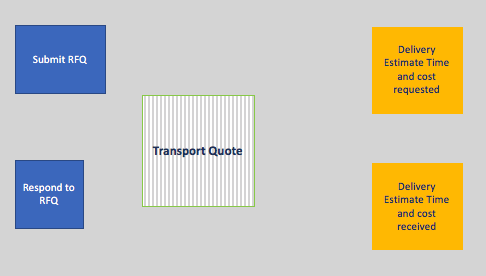 Submit RFQ
Delivery
Estimate Time
and cost
requested
Transport Quote
Respond to
RFQ
Delivery
Estimate Time
and cost
received